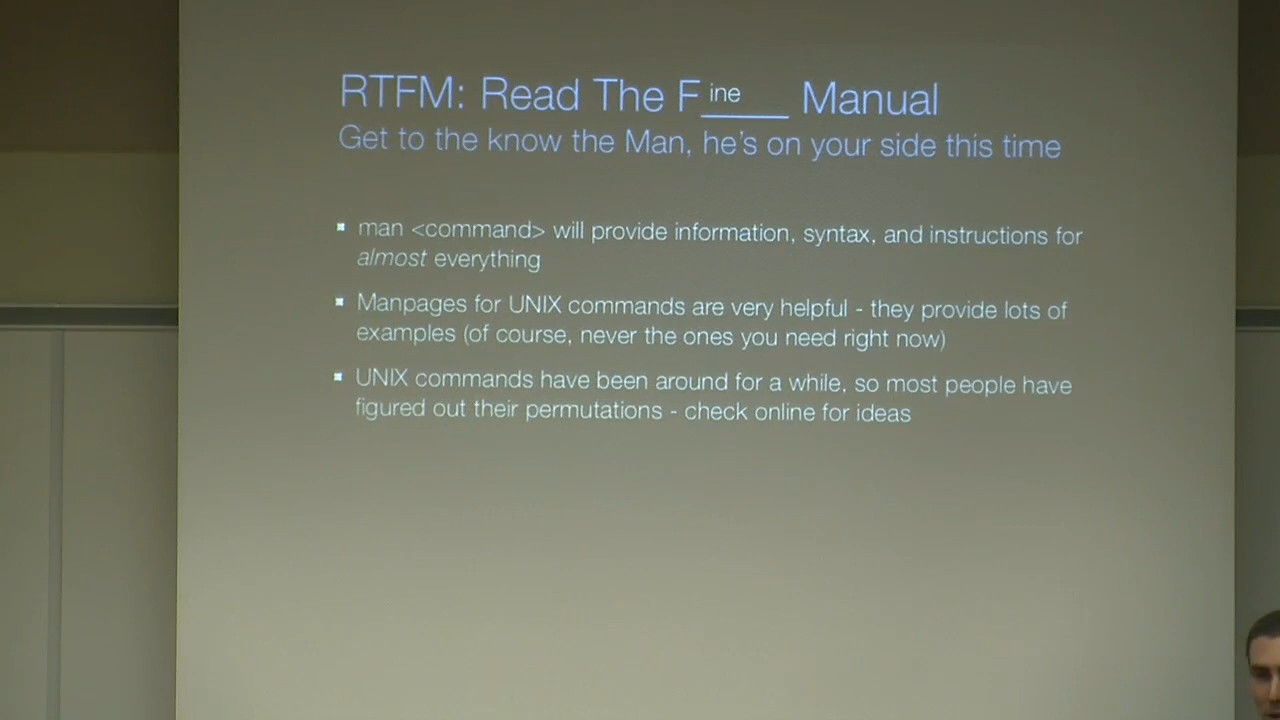 RTFM: Read The Fine Manual
Get to the know the Man, he's on your side this time
man <command> will provide information, syntax, and instructions for
almost everything
Manpages for UNIX commands are very helpful - they provide lots of
examples (of course, never the ones you need right now)
UNIX commands have been around for a while, so most people have
figured out their permutations - check online for ideas